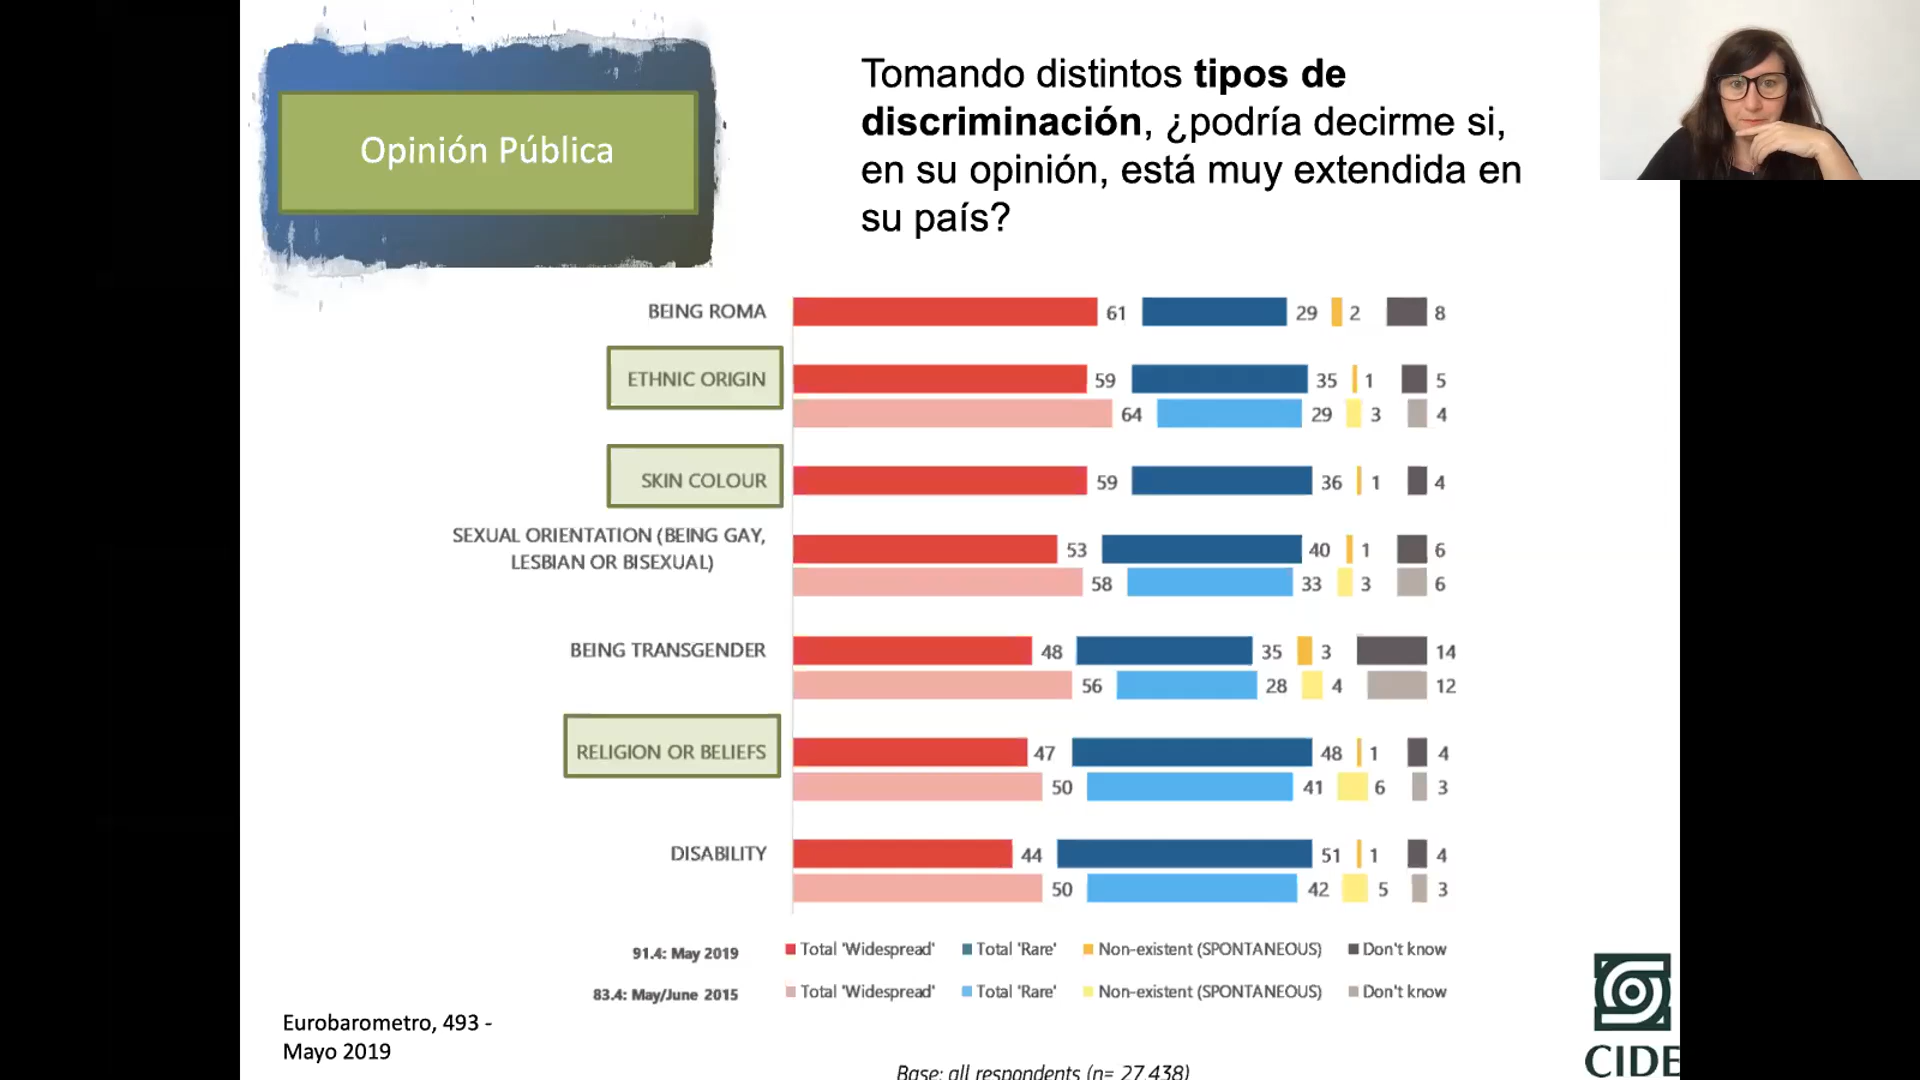 Opinión Pública
Tomando distintos tipos de
discriminación, ¿podría decirme si,
en su opinión, está muy extendida en
su país?
BEING ROMA 61 29 2 8
ETHNIC ORIGIN 59 35 1 5
64 29 3 4
SKIN COLOUR 59 36 1 4
SEXUAL ORIENTATION (BEING GAY,
LESBIAN OR BISEXUAL) 53 40 1 6
58 33 3 6
BEING TRANSGENDER 48 35 3 14
56 28 4 12
RELIGION OR BELIEFS 47 48 1 4
50 41 6 3
DISABILITY 44 51 1 4
50 42 5 3
91.4: May 2019 Total 'Widespread' Total 'Rare' Non-existent (SPONTANEOUS) Don't know
83.4: May/June 2015 Total 'Widespread' Total 'Rare' Non-existent (SPONTANEOUS) Don't know
Eurobarometro, 493 -
Mayo 2019
Base: all respondents (n= 27,438)
CIDE